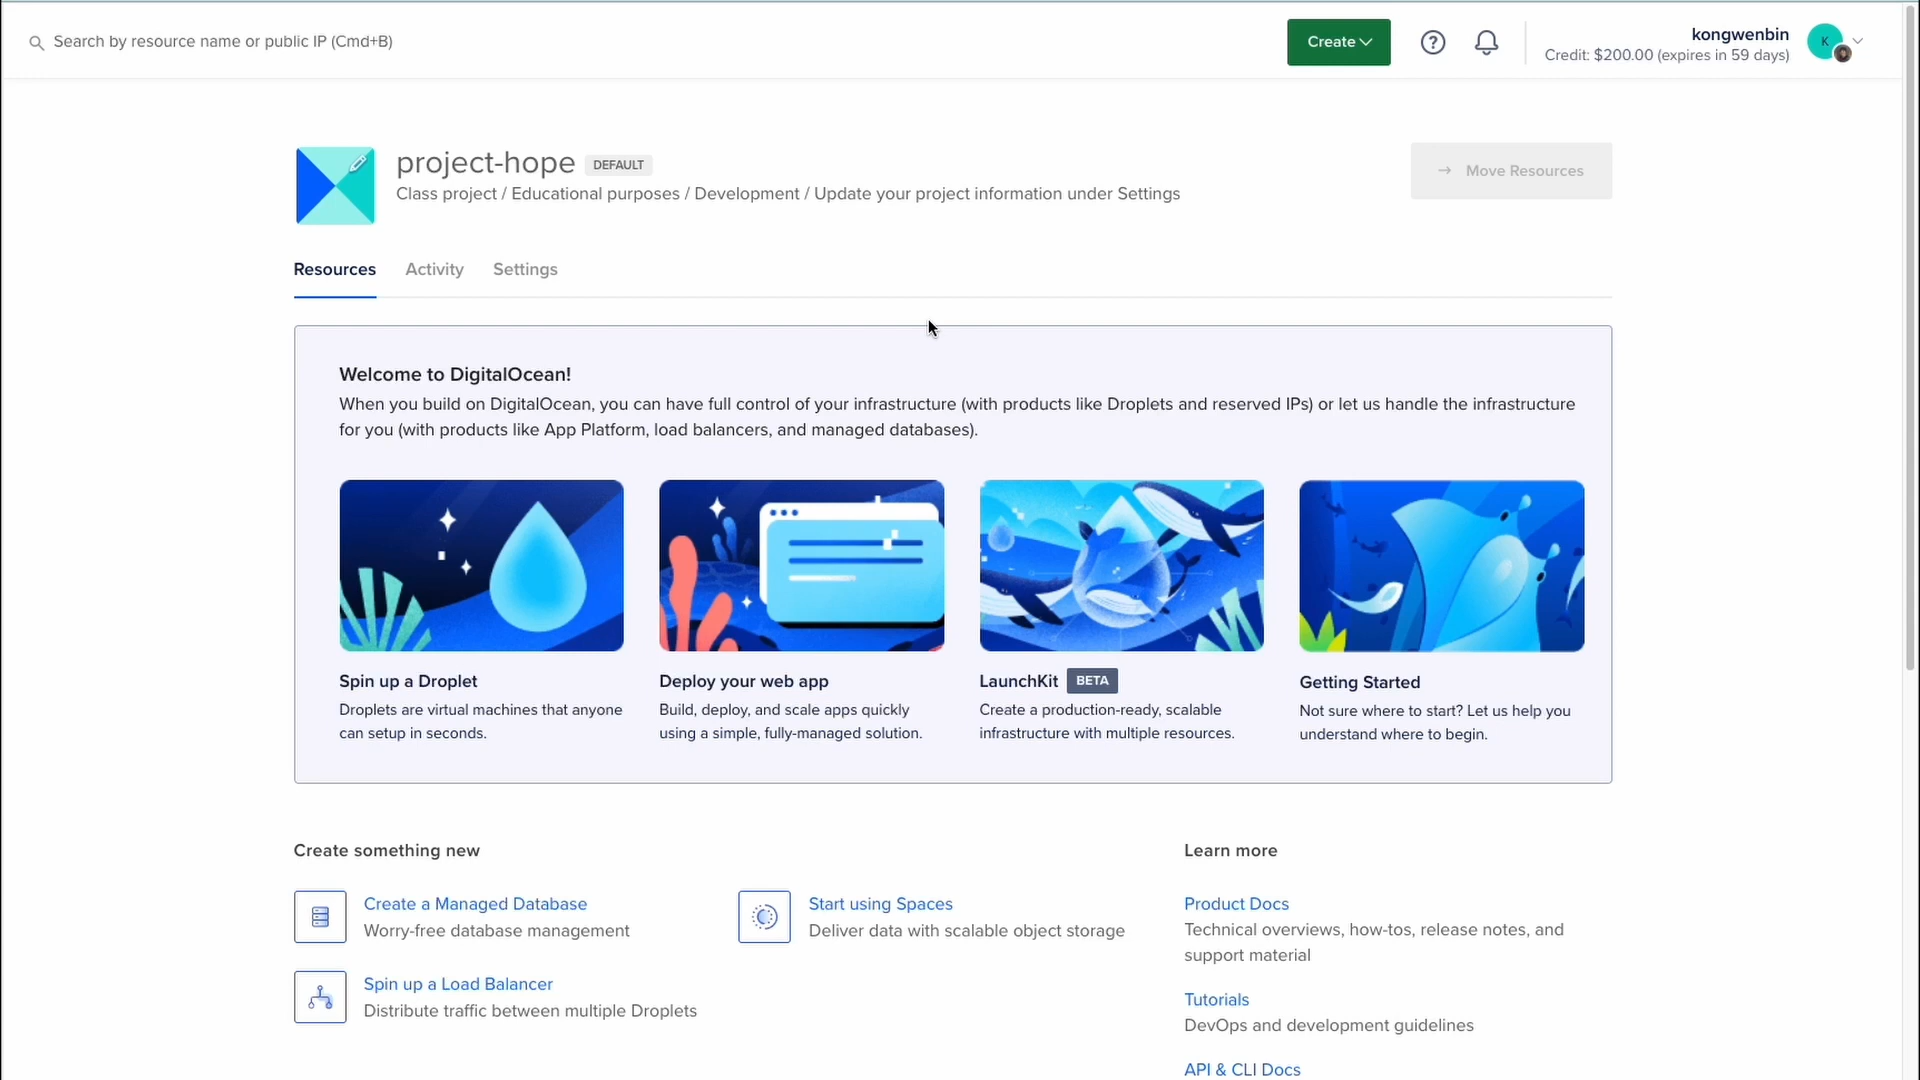 Search by resource name or public IP (Cmd+B)
Create
kongwenbin
Credit: $200.00 (expires in 59 days)
K
project-hope
DEFAULT
Class project / Educational purposes / Development / Update your project information under Settings
Move Resources
Resources
Activity
Settings
Welcome to DigitalOcean!
When you build on DigitalOcean, you can have full control of your infrastructure (with products like Droplets and reserved IPs) or let us handle the infrastructure
for you (with products like App Platform, load balancers, and managed databases).
Spin up a Droplet
Droplets are virtual machines that anyone
can setup in seconds.
Deploy your web app
Build, deploy, and scale apps quickly
using a simple, fully-managed solution.
LaunchKit BETA
Create a production-ready, scalable
infrastructure with multiple resources.
Getting Started
Not sure where to start? Let us help you
understand where to begin.
Create something new
Create a Managed Database
Worry-free database management
Start using Spaces
Deliver data with scalable object storage
Spin up a Load Balancer
Distribute traffic between multiple Droplets
Learn more
Product Docs
Technical overviews, how-tos, release notes, and
support material
Tutorials
DevOps and development guidelines
API & CLI Docs